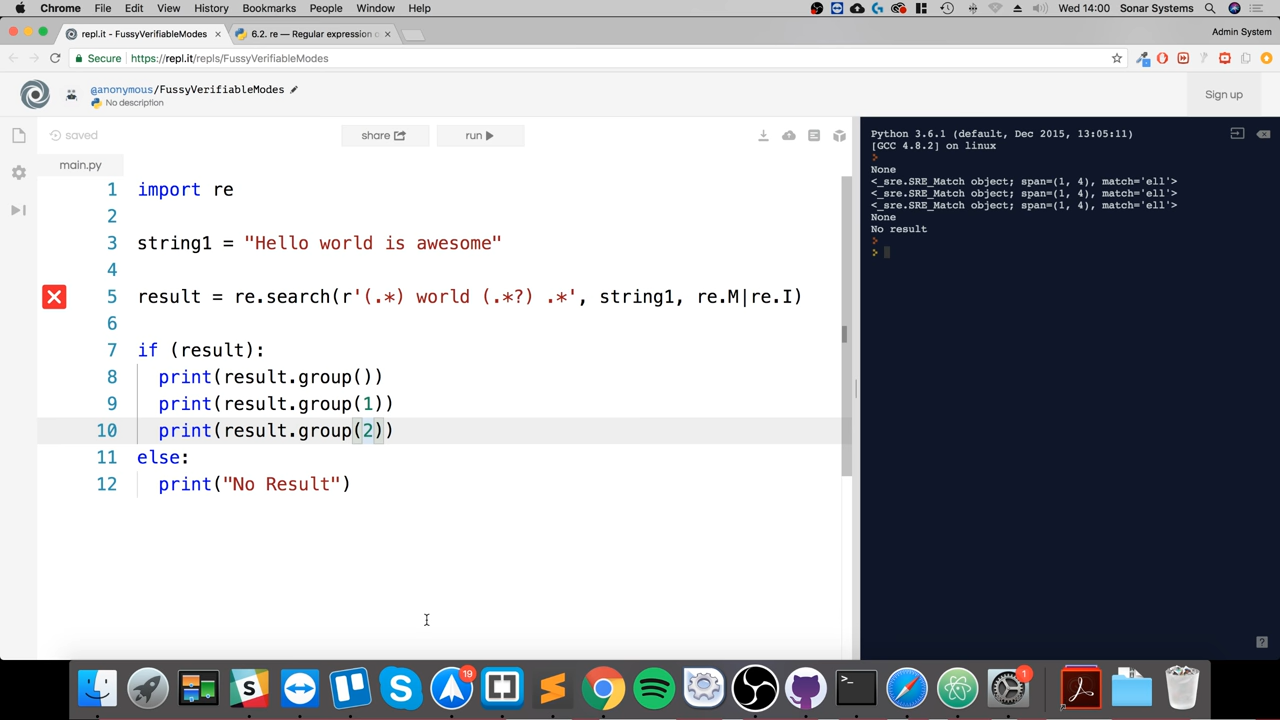 Chrome File Edit View History Bookmarks People Window Help Wed 14:00 Sonar Systems
repl.it - FussyVerifiableModes × 6.2. re — Regular expression o × Admin System
Secure https://repl.it/repls/FussyVerifiableModes
@anonymous/FussyVerifiableModes
No description
Sign up
saved share run
main.py
1 import re
2
3 string1 = "Hello world is awesome"
4
5 result = re.search(r'(.*) world (.*?) .*', string1, re.M|re.I)
6
7 if (result):
8 print(result.group())
9 print(result.group(1))
10 print(result.group(2))
11 else:
12 print("No Result")
Python 3.6.1 (default, Dec 2015, 13:05:11)
[GCC 4.8.2] on linux
>
None
<_sre.SRE_Match object; span=(1, 4), match='ell'>
<_sre.SRE_Match object; span=(1, 4), match='ell'>
<_sre.SRE_Match object; span=(1, 4), match='ell'>
None
No result
>
>
?
19
1